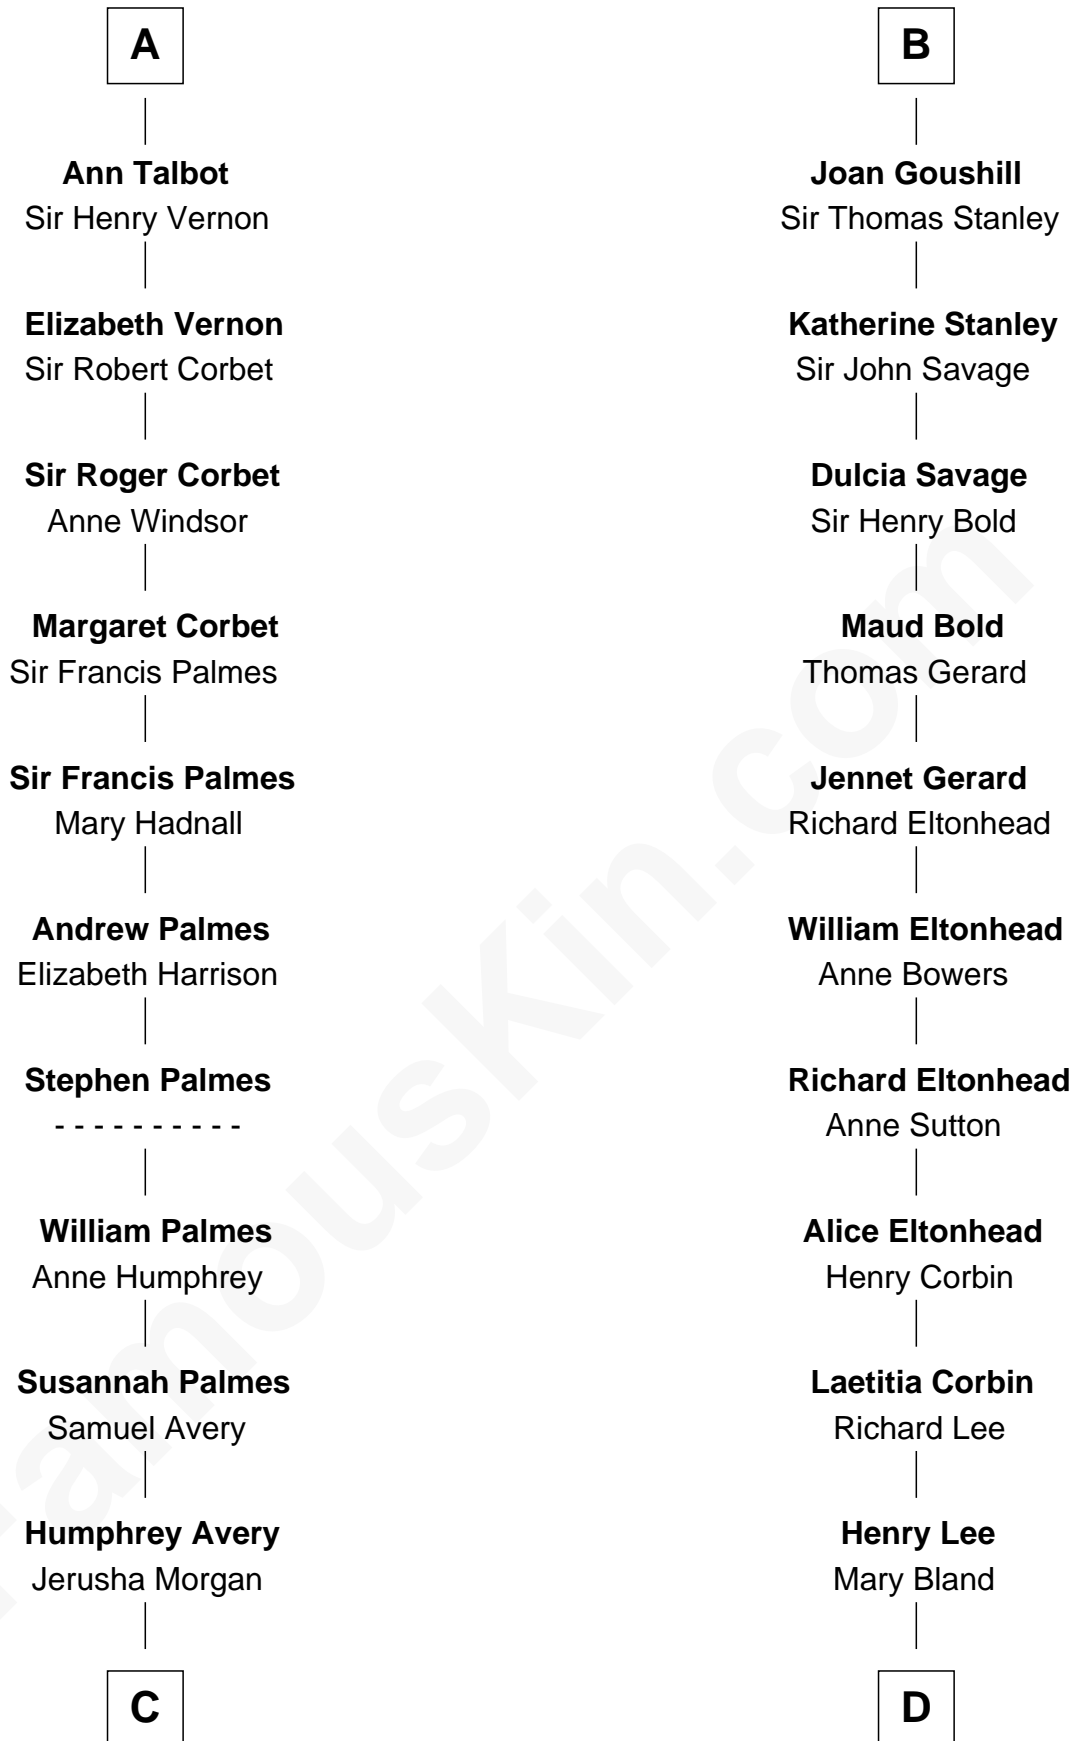 A
Ann Talbot
Sir Henry Vernon
Elizabeth Vernon
Sir Robert Corbet
Sir Roger Corbet
Anne Windsor
Margaret Corbet
Sir Francis Palmes
Sir Francis Palmes
Mary Hadnall
Andrew Palmes
Elizabeth Harrison
Stephen Palmes
- - - - - - - - - -
William Palmes
Anne Humphrey
Susannah Palmes
Samuel Avery
Humphrey Avery
Jerusha Morgan
C
B
Joan Goushill
Sir Thomas Stanley
Katherine Stanley
Sir John Savage
Dulcia Savage
Sir Henry Bold
Maud Bold
Thomas Gerard
Jennet Gerard
Richard Eltonhead
William Eltonhead
Anne Bowers
Richard Eltonhead
Anne Sutton
Alice Eltonhead
Henry Corbin
Laetitia Corbin
Richard Lee
Henry Lee
Mary Bland
D
FamousKin.com